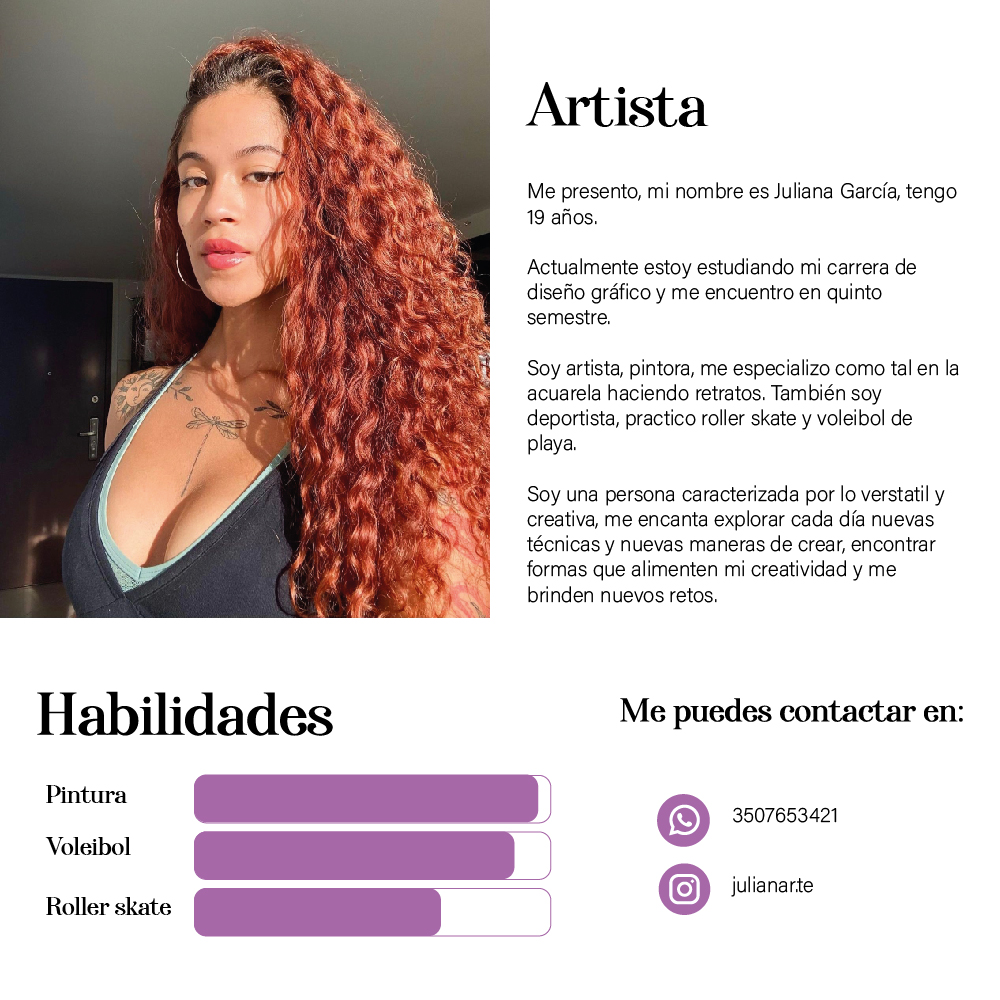 Artista
Me presento, mi nombre es Juliana García, tengo
19 años.
Actualmente estoy estudiando mi carrera de
diseño gráfico y me encuentro en quinto
semestre.
Soy artista, pintora, me especializo como tal en la
acuarela haciendo retratos. También soy
deportista, practico roller skate y voleibol de
playa.
Soy una persona caracterizada por lo verstatil y
creativa, me encanta explorar cada día nuevas
técnicas y nuevas maneras de crear, encontrar
formas que alimenten mi creatividad y me
brinden nuevos retos.
Habilidades
Pintura
Voleibol
Roller skate
Me puedes contactar en:
3507653421
julianar.te